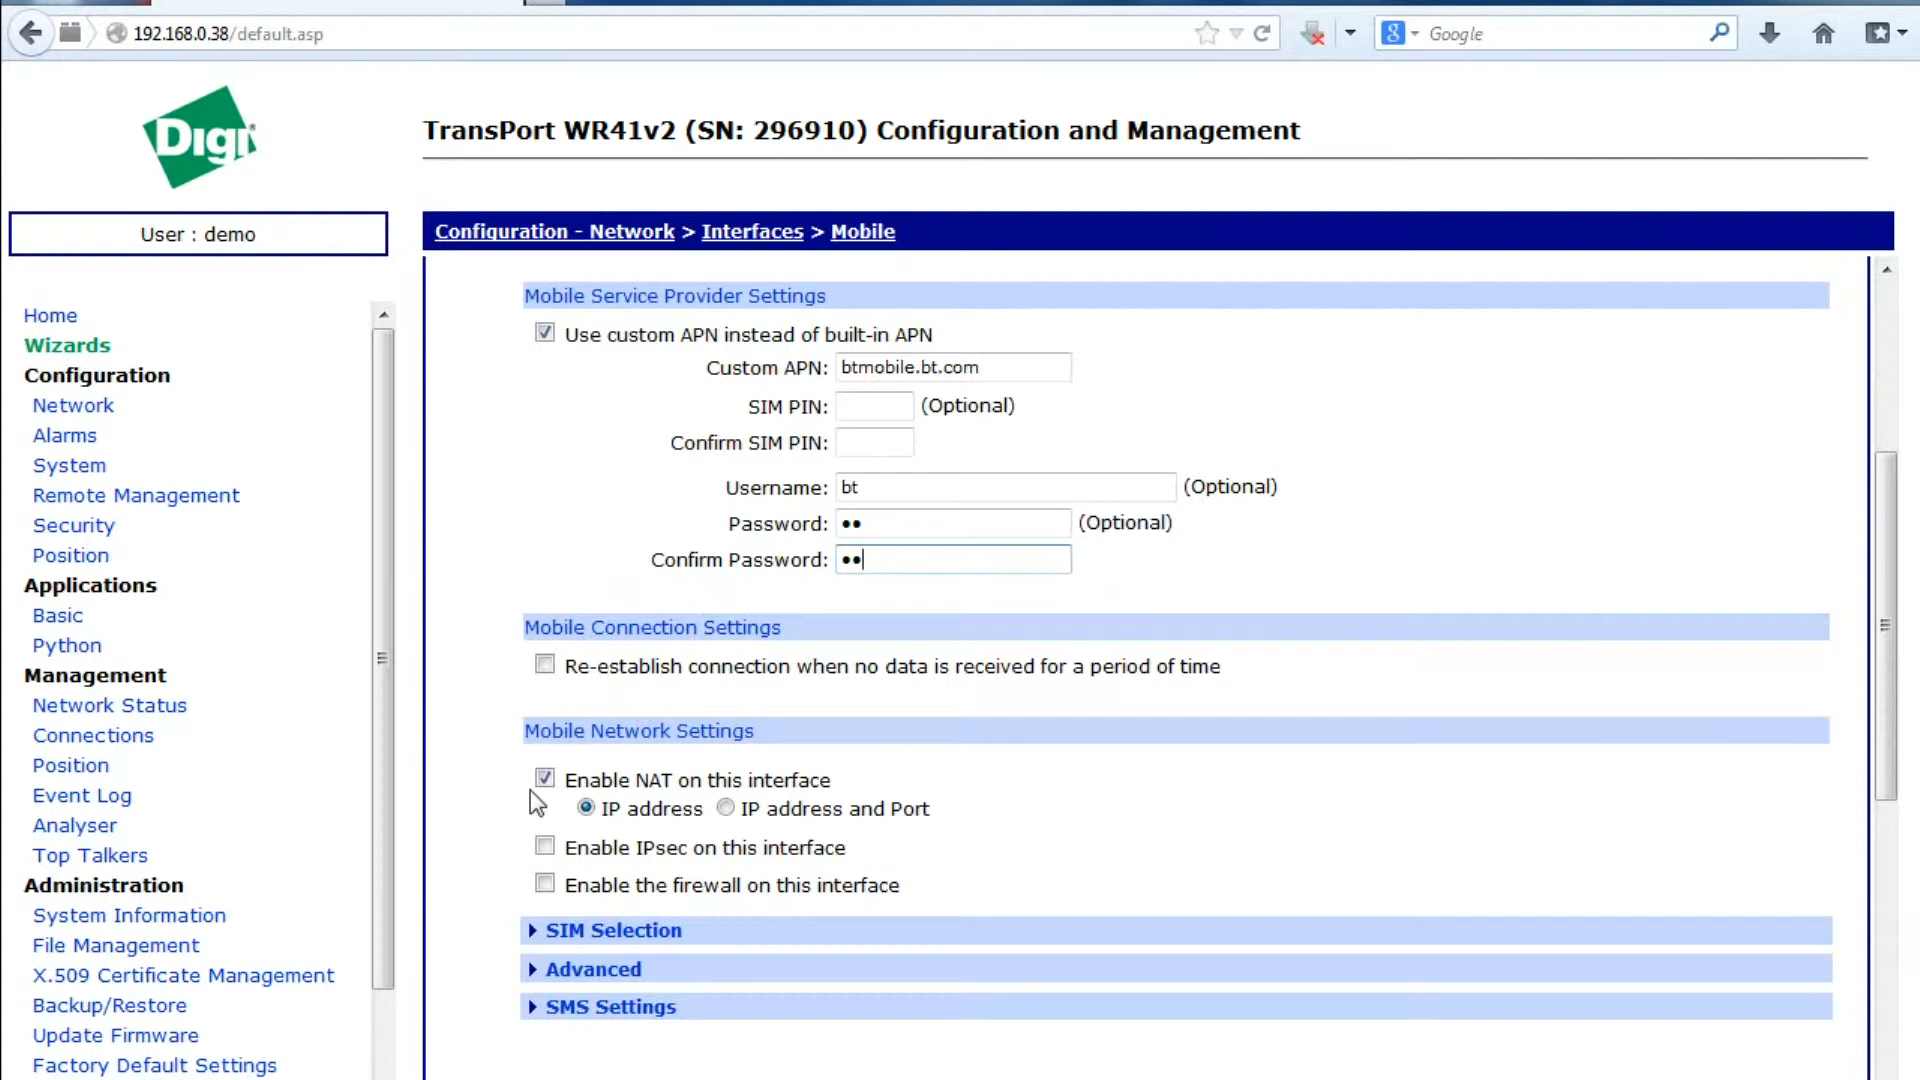 192.168.0.38/default.asp
Google
Digi
TransPort WR41v2 (SN: 296910) Configuration and Management
User : demo
Configuration - Network > Interfaces > Mobile
Home
Wizards
Configuration
Network
Alarms
System
Remote Management
Security
Position
Applications
Basic
Python
Management
Network Status
Connections
Position
Event Log
Analyser
Top Talkers
Administration
System Information
File Management
X.509 Certificate Management
Backup/Restore
Update Firmware
Factory Default Settings
Mobile Service Provider Settings
Use custom APN instead of built-in APN
Custom APN: btmobile.bt.com
SIM PIN: (Optional)
Confirm SIM PIN:
Username: bt (Optional)
Password: •• (Optional)
Confirm Password: ••
Mobile Connection Settings
Re-establish connection when no data is received for a period of time
Mobile Network Settings
Enable NAT on this interface
IP address IP address and Port
Enable IPsec on this interface
Enable the firewall on this interface
SIM Selection
Advanced
SMS Settings